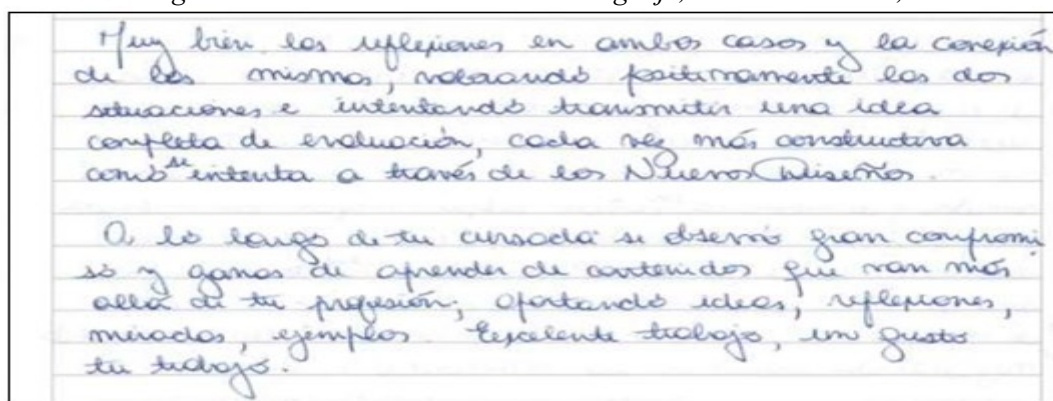 Muy bien las reflexiones en ambos casos y la conexión
de los mismos, valorando positivamente las dos
situaciones e intentando transmitir una idea
completa de evaluación, cada vez más constructiva
como se intenta a través de los Nuevos Diseños.
A lo largo de tu cursada se observó gran compromi
so y ganas de aprender de contenidos que van más
allá de tu profesión, aportando ideas, reflexiones,
miradas, ejemplos. Excelente trabajo, un gusto
tu trabajo.